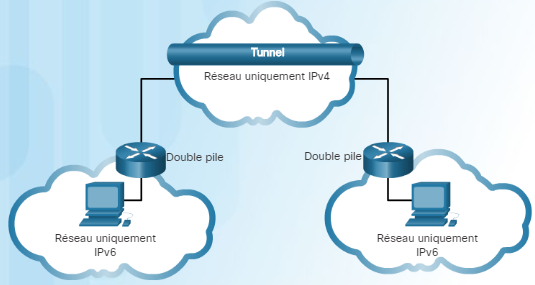 Tunnel
Réseau uniquement IPv4
Double pile
Double pile
Réseau uniquement
IPv6
Réseau uniquement
IPv6